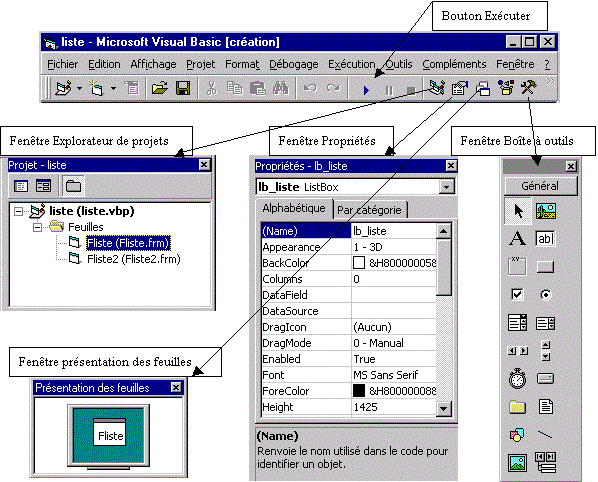 Bouton Exécuter
liste - Microsoft Visual Basic [création]
Fichier Edition Affichage Projet Format Débogage Exécution Outils Compléments Fenêtre ?
Fenêtre Explorateur de projets
Fenêtre Propriétés
Fenêtre Boîte à outils
Projet - liste
liste (liste.vbp)
Feuilles
Fliste (Fliste.frm)
Fliste2 (Fliste2.frm)
Propriétés - lb_liste
lb_liste ListBox
Alphabétique Par catégorie
(Name) lb_liste
Appearance 1 - 3D
BackColor &H800000058
Columns 0
DataField
DataSource
DragIcon (Aucun)
DragMode 0 - Manual
Enabled True
Font MS Sans Serif
ForeColor &H800000088
Height 1425
(Name)
Renvoie le nom utilisé dans le code pour
identifier un objet.
Général
A ab|
xy
Fenêtre présentation des feuilles
Présentation des feuilles
Fliste